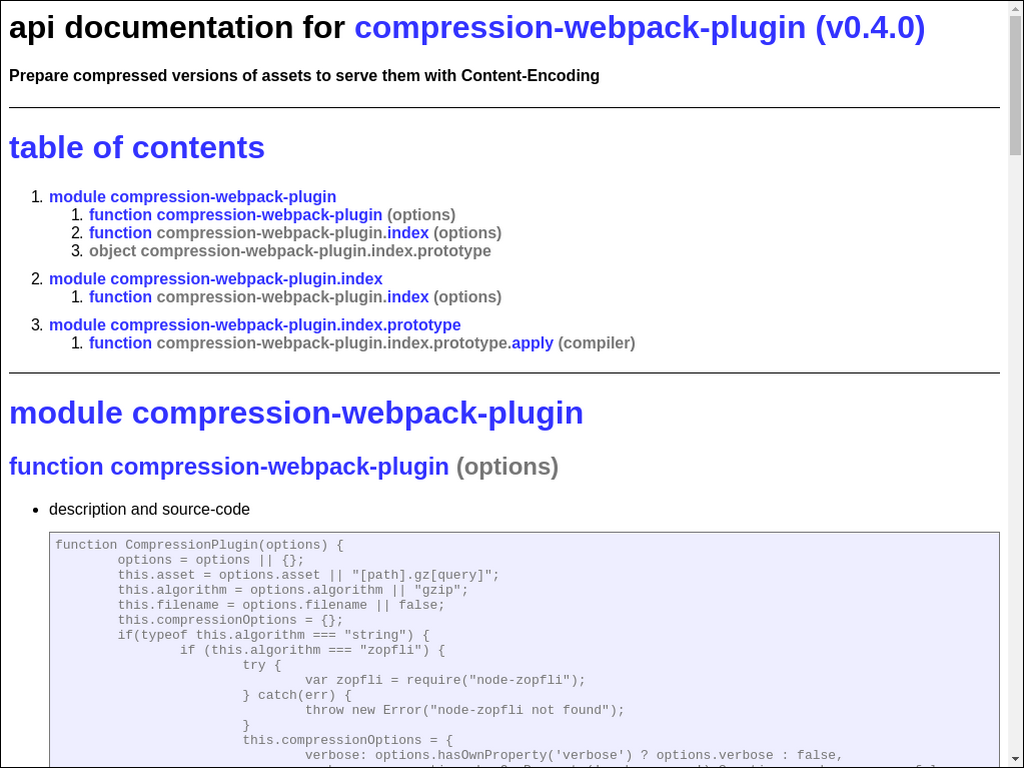 api documentation for compression-webpack-plugin (v0.4.0)
Prepare compressed versions of assets to serve them with Content-Encoding
table of contents
1. module compression-webpack-plugin
1. function compression-webpack-plugin (options)
2. function compression-webpack-plugin.index (options)
3. object compression-webpack-plugin.index.prototype
2. module compression-webpack-plugin.index
1. function compression-webpack-plugin.index (options)
3. module compression-webpack-plugin.index.prototype
1. function compression-webpack-plugin.index.prototype.apply (compiler)
module compression-webpack-plugin
function compression-webpack-plugin (options)
• description and source-code
function CompressionPlugin(options) {
options = options || {};
this.asset = options.asset || "[path].gz[query]";
this.algorithm = options.algorithm || "gzip";
this.filename = options.filename || false;
this.compressionOptions = {};
if(typeof this.algorithm === "string") {
if (this.algorithm === "zopfli") {
try {
var zopfli = require("node-zopfli");
} catch(err) {
throw new Error("node-zopfli not found");
}
this.compressionOptions = {
verbose: options.hasOwnProperty('verbose') ? options.verbose : false,